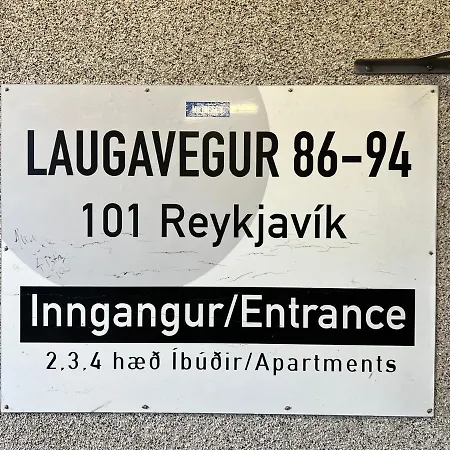 LAUGAVEGUR 86-94
101 Reykjavík
Inngangur/Entrance
2,3,4 hæð Íbúðir/Apartments